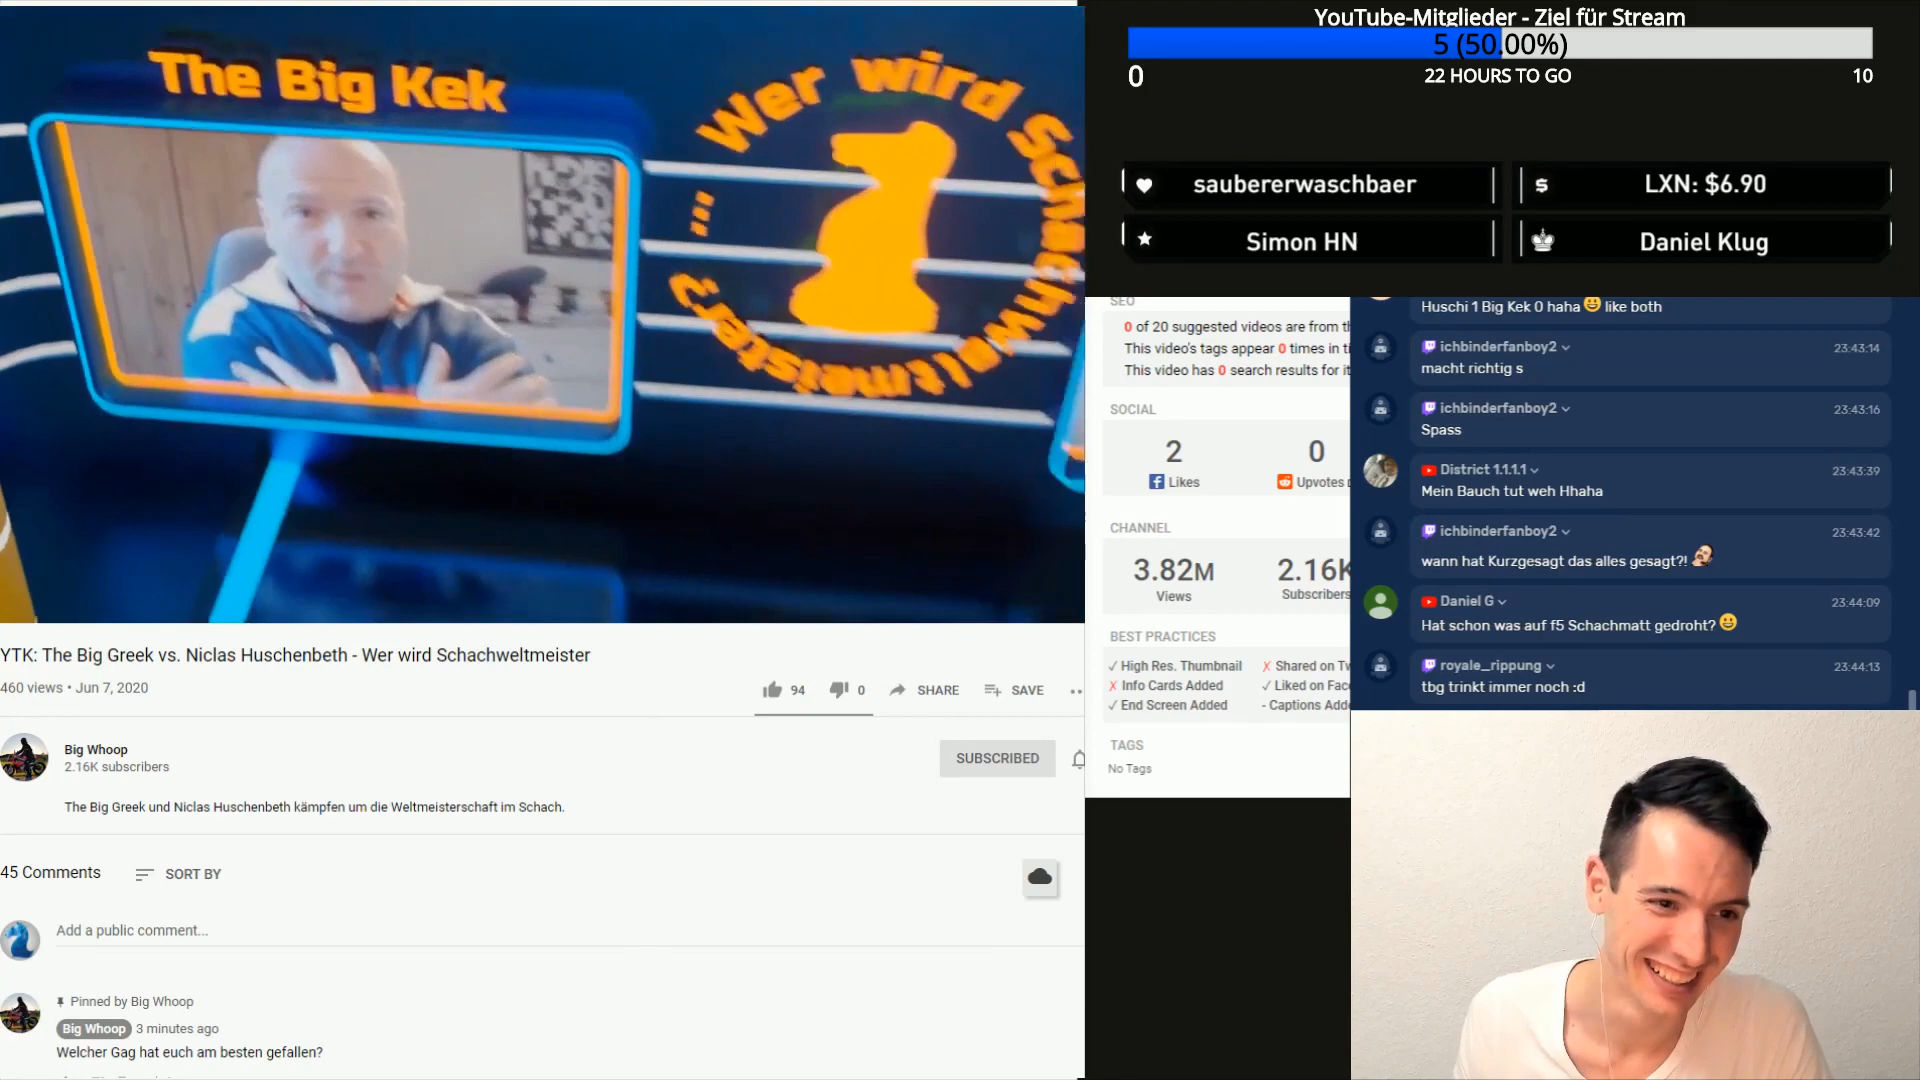 The Big Kek
Wer wird Schachweltmeister?
...
YTK: The Big Greek vs. Niclas Huschenbeth - Wer wird Schachweltmeister
460 views • Jun 7, 2020
94
0
SHARE
SAVE
Big Whoop
2.16K subscribers
SUBSCRIBED
The Big Greek und Niclas Huschenbeth kämpfen um die Weltmeisterschaft im Schach.
45 Comments
SORT BY
Add a public comment...
Pinned by Big Whoop
Big Whoop 3 minutes ago
Welcher Gag hat euch am besten gefallen?
YouTube-Mitglieder - Ziel für Stream
5 (50.00%)
0
22 HOURS TO GO
10
saubererwaschbaer
LXN: $6.90
Simon HN
Daniel Klug
SEO
0 of 20 suggested videos are from th
This video's tags appear 0 times in ti
This video has 0 search results for it
SOCIAL
2
Likes
0
Upvotes
CHANNEL
3.82M
Views
2.16K
Subscribers
BEST PRACTICES
✓ High Res. Thumbnail
✗ Shared on Tw
✗ Info Cards Added
✓ Liked on Face
✓ End Screen Added
- Captions Adde
TAGS
No Tags
Huschi 1 Big Kek 0 haha 😀 like both
ichbinderfanboy2
23:43:14
macht richtig s
ichbinderfanboy2
23:43:16
Spass
District 1.1.1.1
23:43:39
Mein Bauch tut weh Hhaha
ichbinderfanboy2
23:43:42
wann hat Kurzgesagt das alles gesagt?!
Daniel G
23:44:09
Hat schon was auf f5 Schachmatt gedroht? 😀
royale_rippung
23:44:13
tbg trinkt immer noch :d